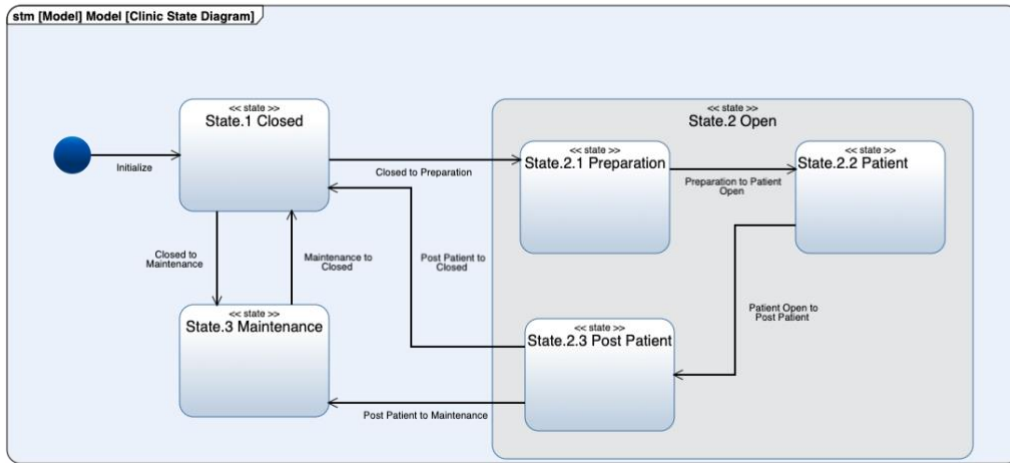 stm [Model] Model [Clinic State Diagram]
<< state >>
State.1 Closed
<< state >>
State.2 Open
<< state >>
State.2.1 Preparation
<< state >>
State.2.2 Patient
Initialize
Closed to Preparation
Preparation to Patient
Open
Closed to
Maintenance
Maintenance to
Closed
Post Patient to
Closed
Patient Open to
Post Patient
<< state >>
State.3 Maintenance
<< state >>
State.2.3 Post Patient
Post Patient to Maintenance